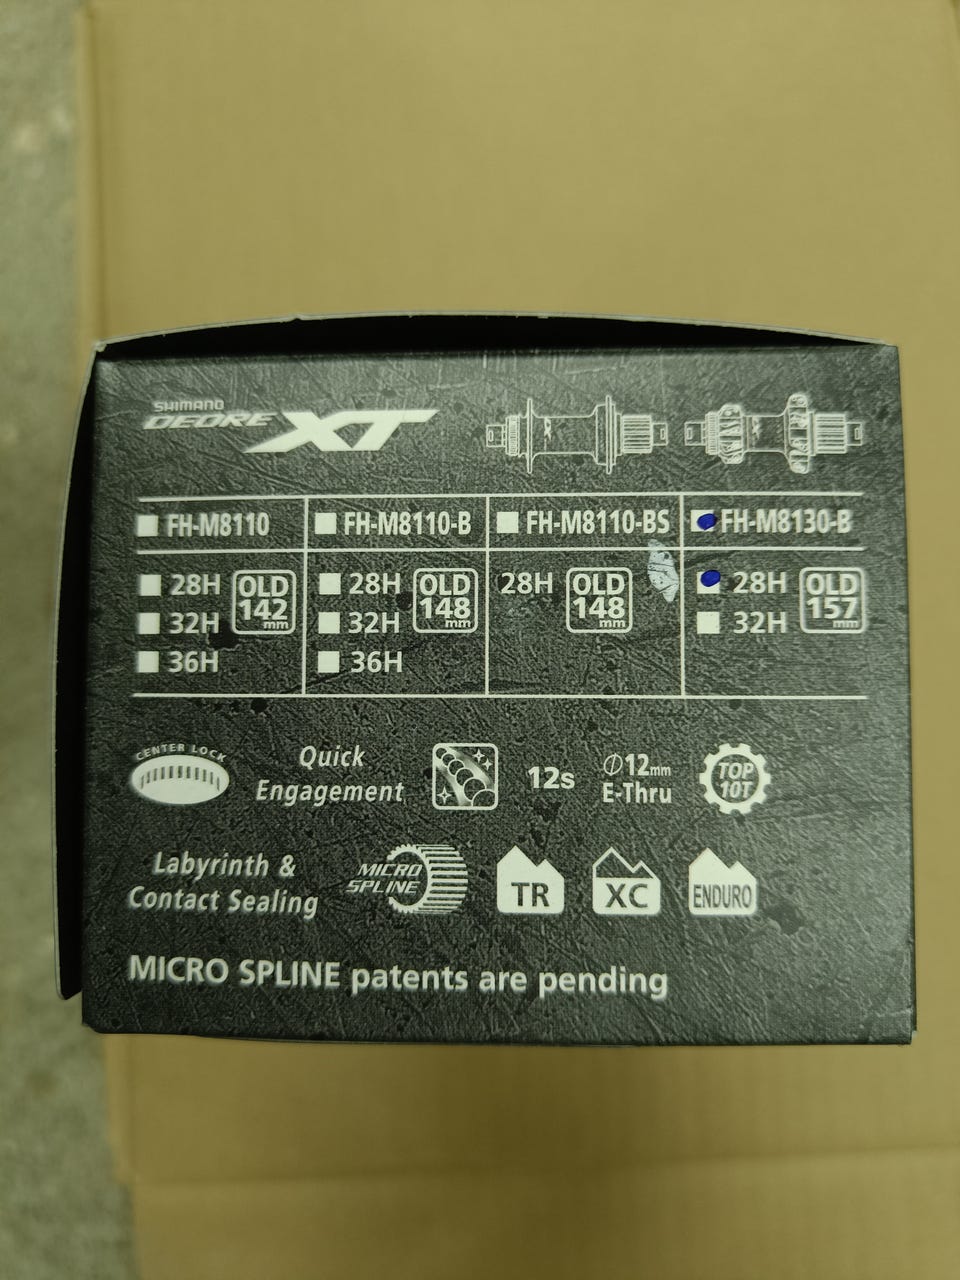 SHIMANO
DEORE XT
FH-M8110 FH-M8110-B FH-M8110-BS FH-M8130-B
28H OLD 28H OLD 28H OLD 28H OLD
32H 142 mm 32H 148 mm 148 mm 32H 157 mm
36H 36H
CENTER LOCK Quick Engagement 12s ∅12mm E-Thru TOP 10T
Labyrinth & Contact Sealing MICRO SPLINE TR XC ENDURO
MICRO SPLINE patents are pending